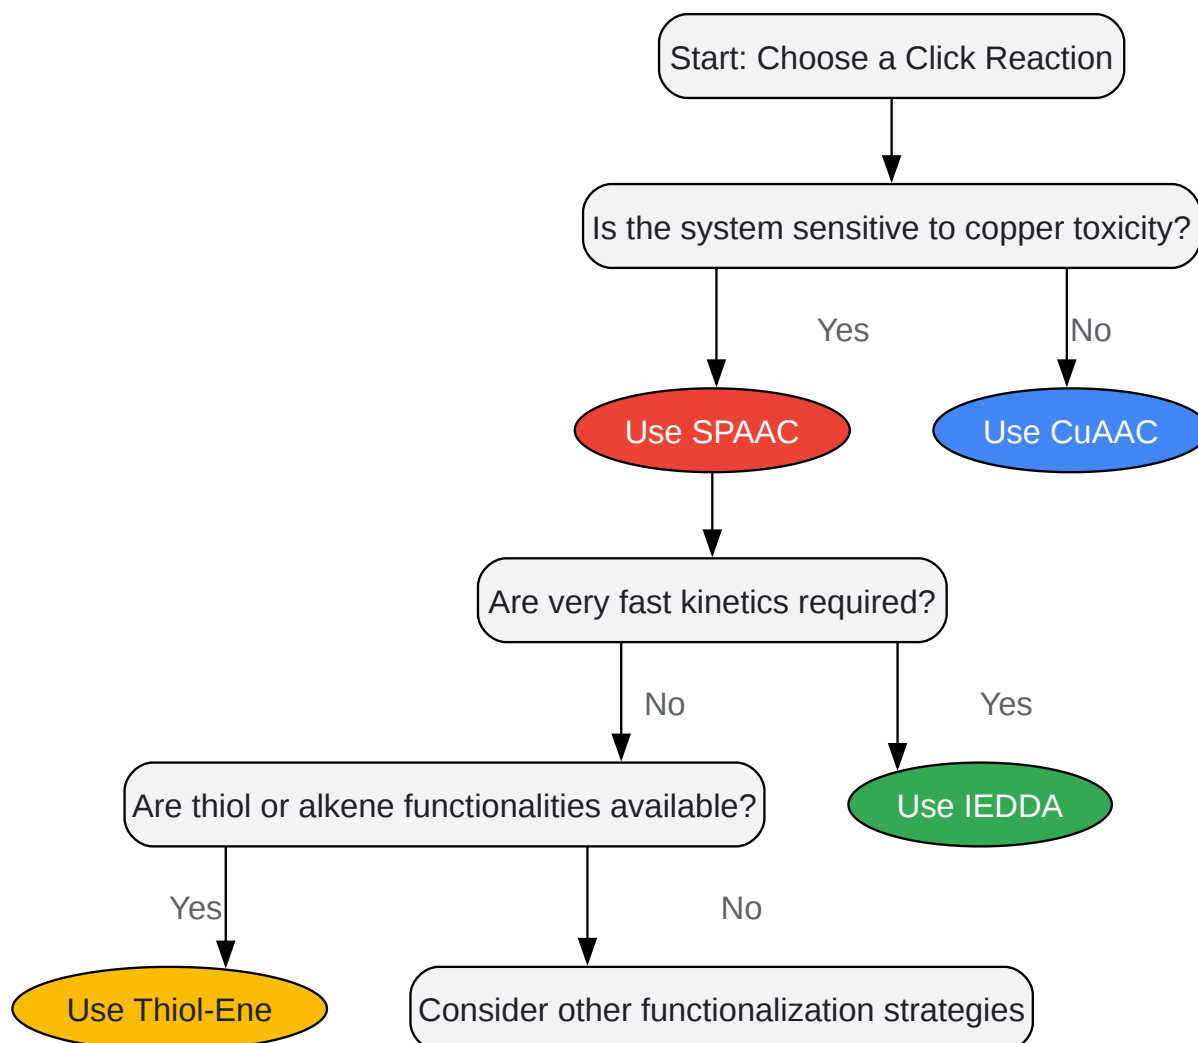 Start: Choose a Click Reaction
Is the system sensitive to copper toxicity?
Yes
No
Use SPAAC
Use CuAAC
Are very fast kinetics required?
No
Yes
Are thiol or alkene functionalities available?
Use IEDDA
Yes
No
Use Thiol-Ene
Consider other functionalization strategies